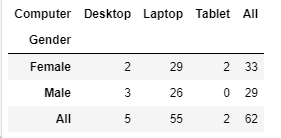 Computer Desktop Laptop Tablet All
Gender
Female 2 29 2 33
Male 3 26 0 29
All 5 55 2 62